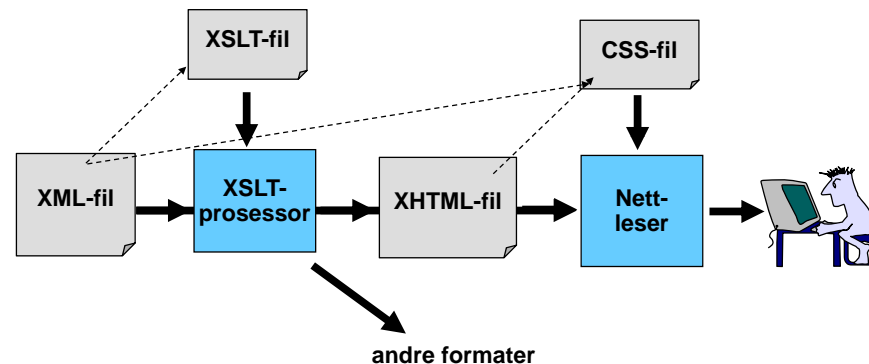 XSLT-fil
CSS-fil
XML-fil
XSLT-
prosessor
XHTML-fil
Nett-
leser
andre formater